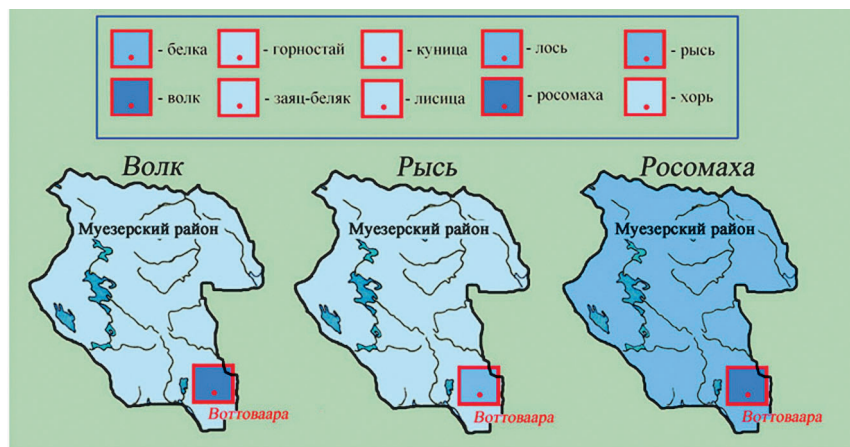 - белка - горностай - куница - лось - рысь
- волк - заяц-беляк - лисица - росомаха - хорь
Волк Рысь Росомаха
Муезерский район Муезерский район Муезерский район
Воттоваара Воттоваара Воттоваара